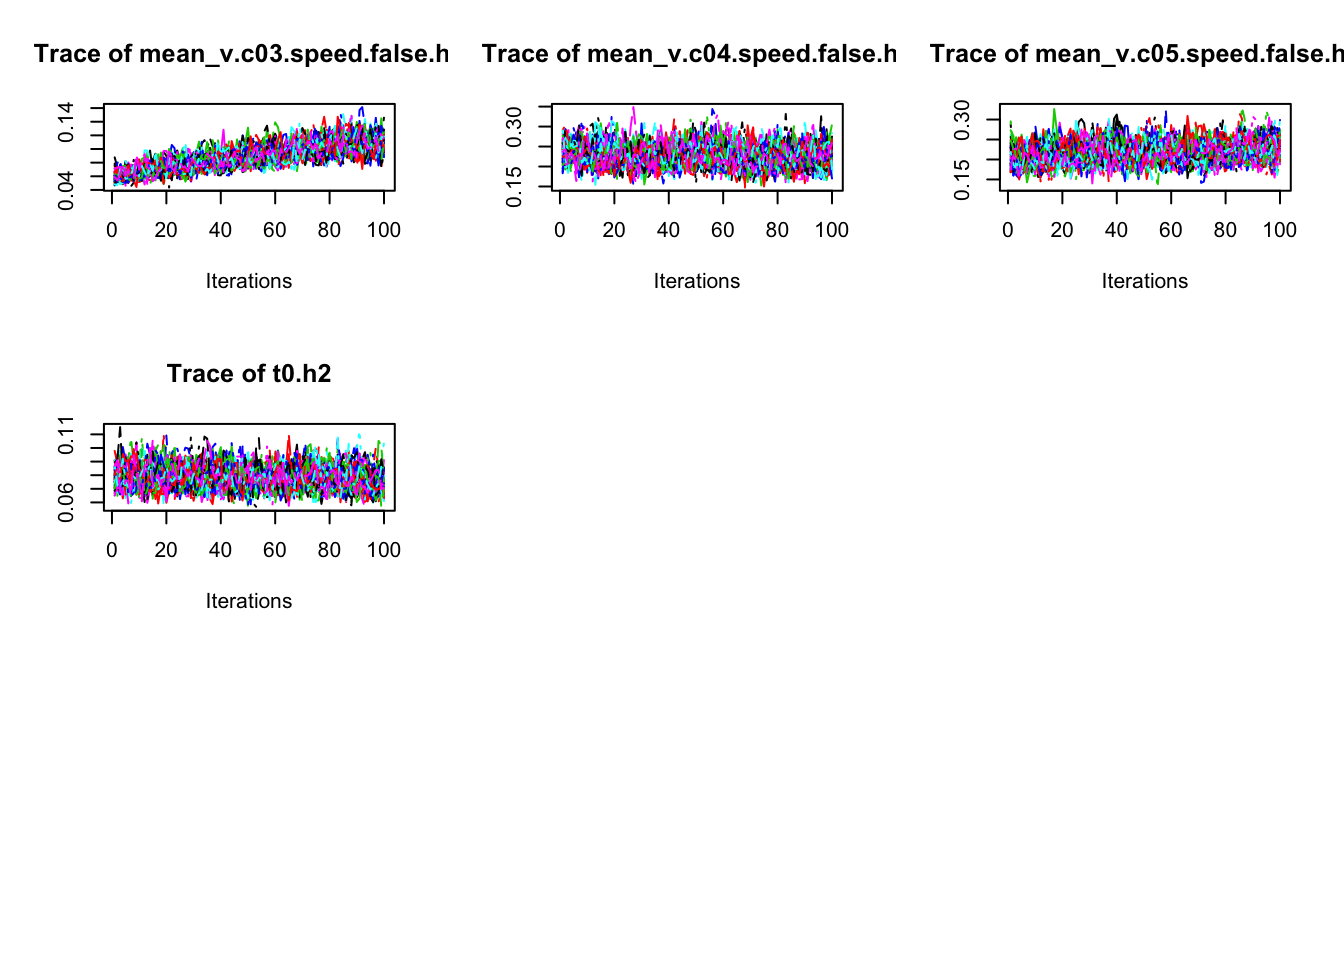 Trace of mean_v.c03.speed.false.h
Trace of mean_v.c04.speed.false.h
Trace of mean_v.c05.speed.false.h
0.14
0.04
0 20 40 60 80 100
Iterations
0.30
0.15
0 20 40 60 80 100
Iterations
0.30
0.15
0 20 40 60 80 100
Iterations
Trace of t0.h2
0.11
0.06
0 20 40 60 80 100
Iterations